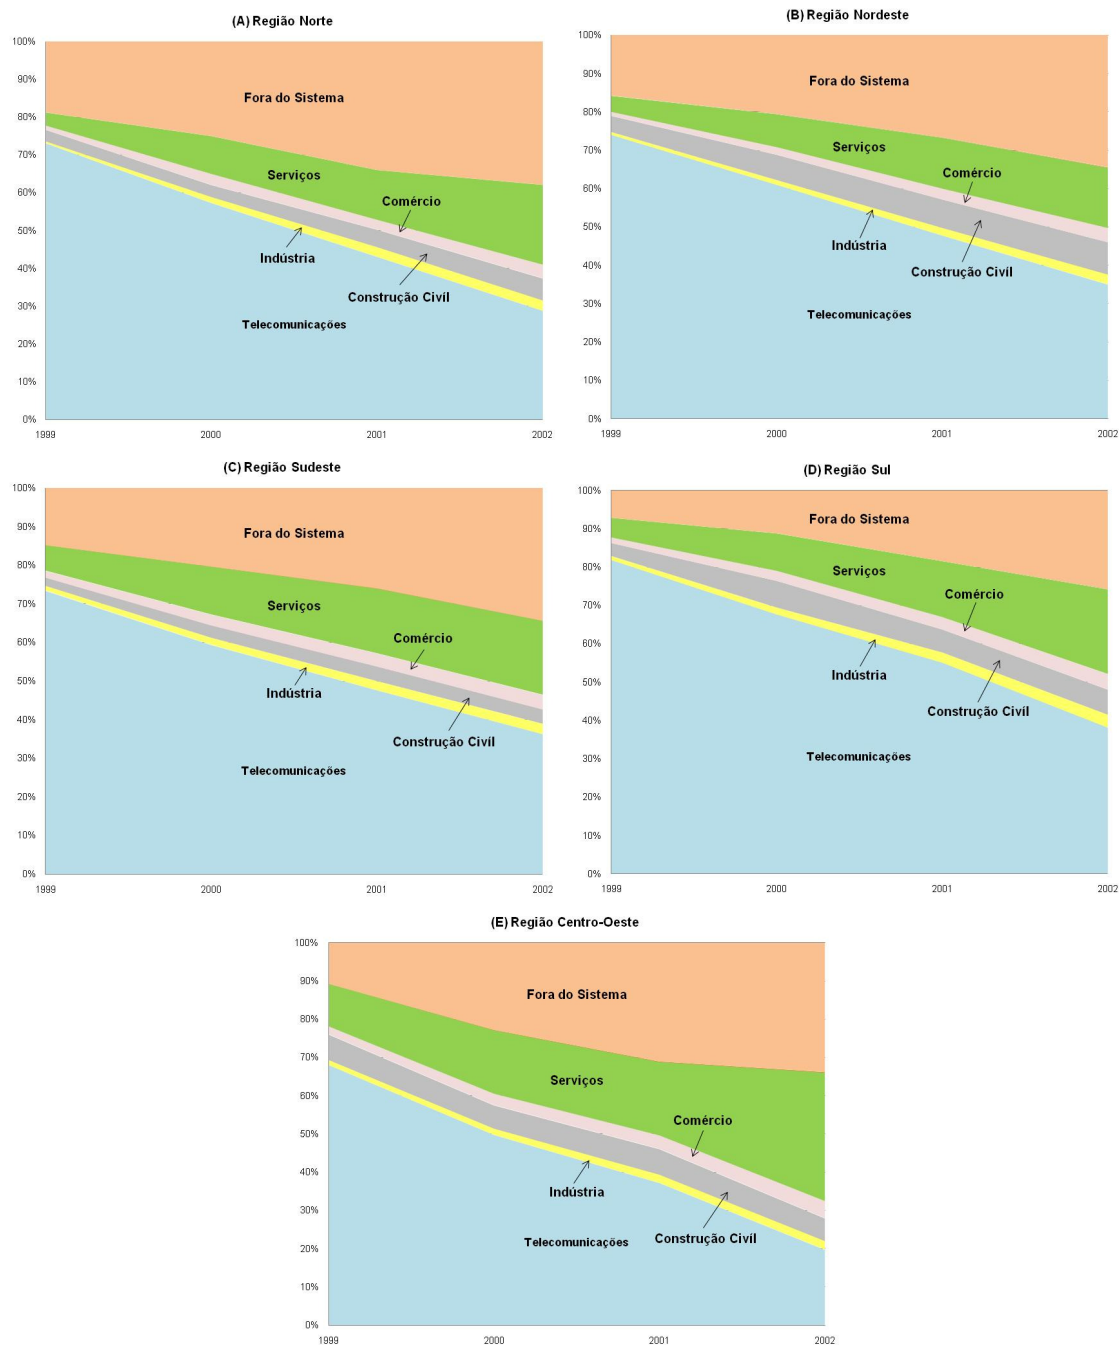 (A) Região Norte
100%
90%
80%
70%
60%
50%
40%
30%
20%
10%
0%
Fora do Sistema
Serviços
Comércio
Indústria
Construção Civíl
Telecomunicações
1999 2000 2001 2002
(B) Região Nordeste
100%
90%
80%
70%
60%
50%
40%
30%
20%
10%
0%
Fora do Sistema
Serviços
Comércio
Indústria
Construção Civíl
Telecomunicações
1999 2000 2001 2002
(C) Região Sudeste
100%
90%
80%
70%
60%
50%
40%
30%
20%
10%
0%
Fora do Sistema
Serviços
Comércio
Indústria
Construção Civíl
Telecomunicações
1999 2000 2001 2002
(D) Região Sul
100%
90%
80%
70%
60%
50%
40%
30%
20%
10%
0%
Fora do Sistema
Serviços
Comércio
Indústria
Construção Civíl
Telecomunicações
1999 2000 2001 2002
(E) Região Centro-Oeste
100%
90%
80%
70%
60%
50%
40%
30%
20%
10%
0%
Fora do Sistema
Serviços
Comércio
Indústria
Construção Civíl
Telecomunicações
1999 2000 2001 2002